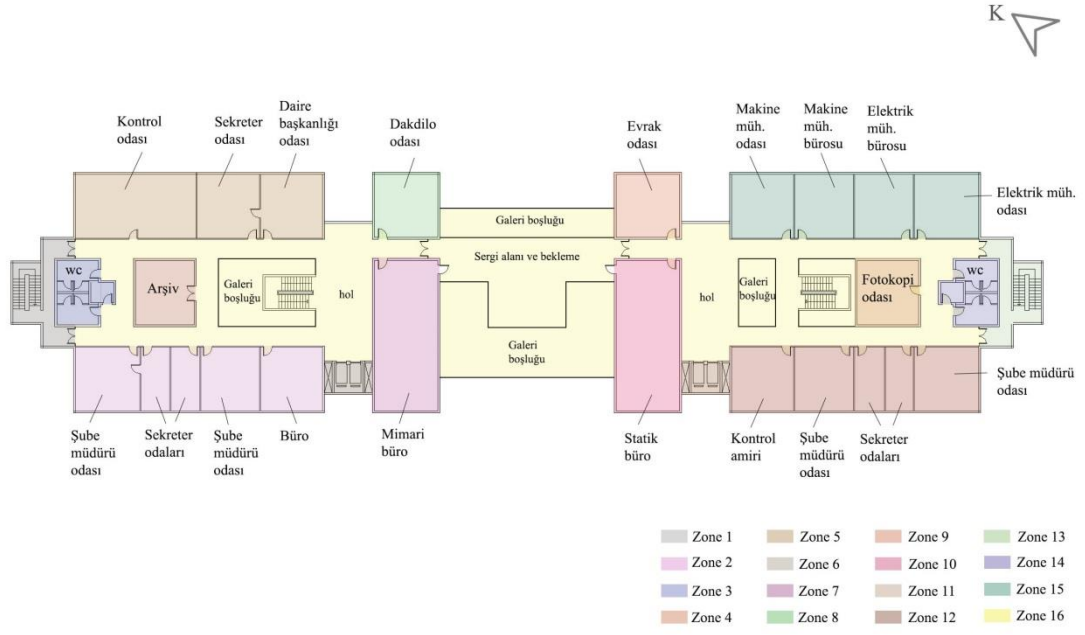 K
Kontrol
odası
Sekreter
odası
Daire
başkanlığı
odası
Dakdilo
odası
Evrak
odası
Makine
müh.
odası
Makine
müh.
bürosu
Elektrik
müh.
bürosu
Elektrik müh.
odası
Galeri boşluğu
Sergi alanı ve bekleme
wc
Arşiv
Galeri
boşluğu
hol
Galeri
boşluğu
hol
Galeri
boşluğu
Fotokopi
odası
wc
Şube müdürü
odası
Şube
müdürü
odası
Sekreter
odaları
Şube
müdürü
odası
Büro
Mimari
büro
Statik
büro
Kontrol
amiri
Şube
müdürü
odası
Sekreter
odaları
Zone 1
Zone 2
Zone 3
Zone 4
Zone 5
Zone 6
Zone 7
Zone 8
Zone 9
Zone 10
Zone 11
Zone 12
Zone 13
Zone 14
Zone 15
Zone 16